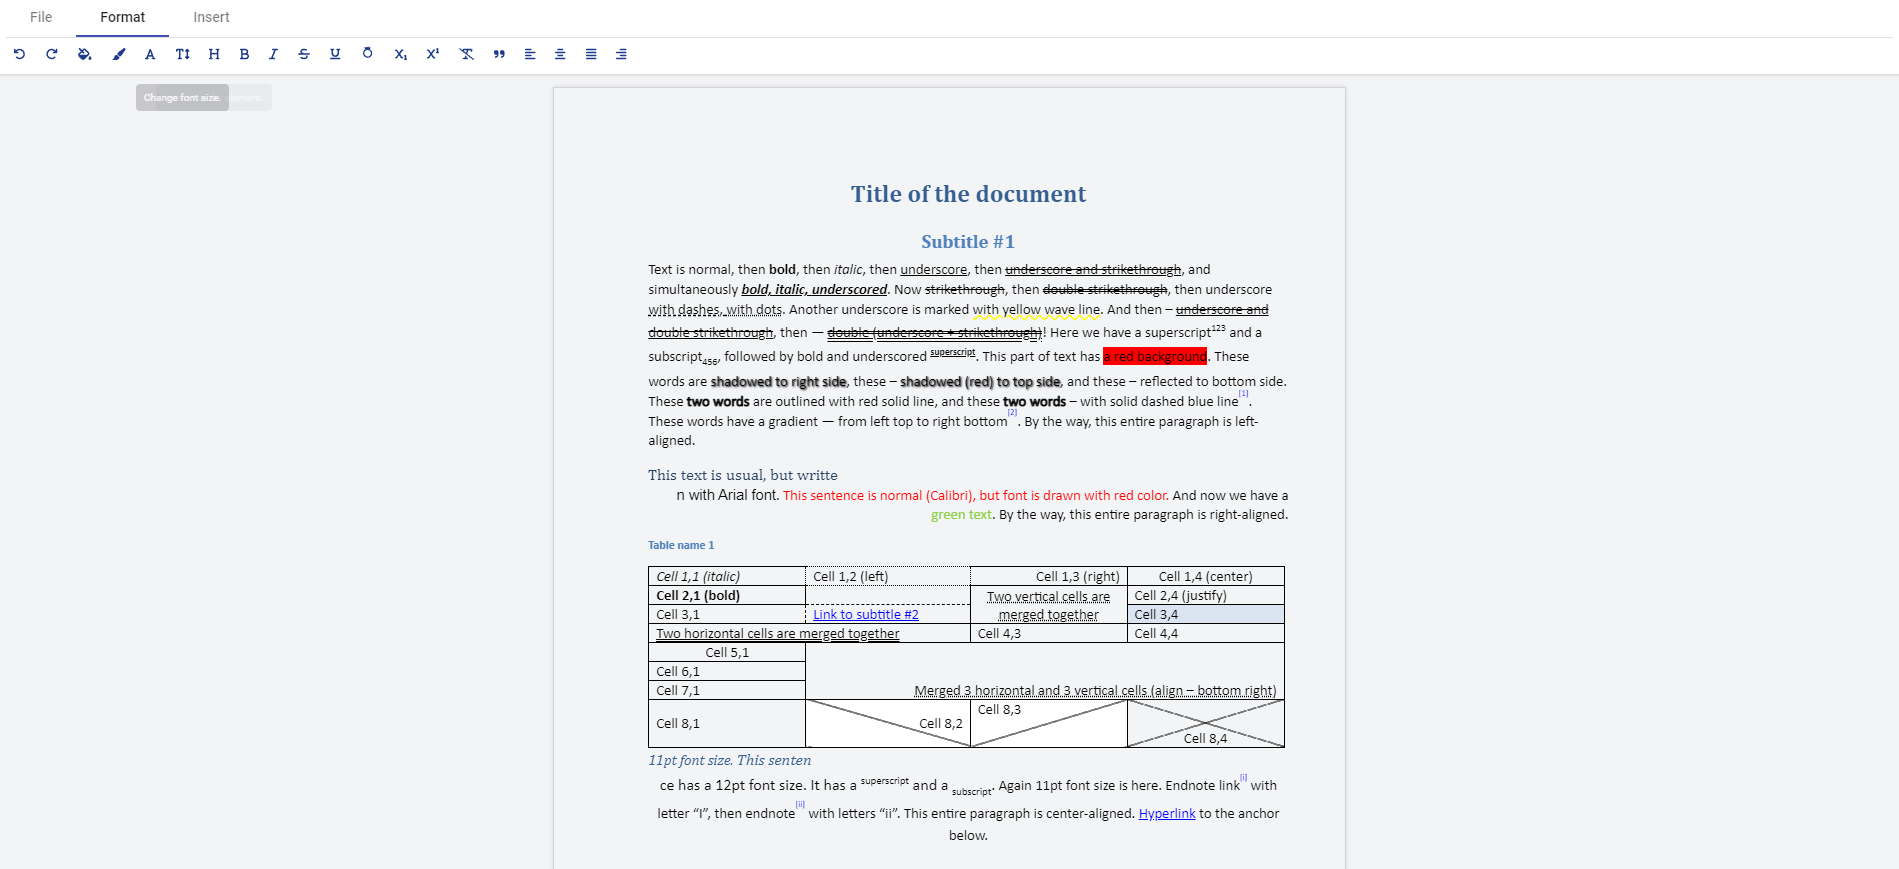 File Format Insert
Change font size.
Title of the document
Subtitle #1
Text is normal, then bold, then italic, then underscore, then underscore and strikethrough, and
simultaneously bold, italic, underscored. Now strikethrough, then double strikethrough, then underscore
with dashes, with dots. Another underscore is marked with yellow wave line. And then – underscore and
double strikethrough, then — double (underscore + strikethrough)! Here we have a superscript123 and a
subscript456, followed by bold and underscored superscript. This part of text has a red background. These
words are shadowed to right side, these – shadowed (red) to top side, and these – reflected to bottom side.
These two words are outlined with red solid line, and these two words – with solid dashed blue line[1].
These words have a gradient — from left top to right bottom[2]. By the way, this entire paragraph is left-
aligned.
This text is usual, but writte
n with Arial font. This sentence is normal (Calibri), but font is drawn with red color. And now we have a
green text. By the way, this entire paragraph is right-aligned.
Table name 1
Cell 1,1 (italic) Cell 1,2 (left) Cell 1,3 (right) Cell 1,4 (center)
Cell 2,1 (bold) Two vertical cells are Cell 2,4 (justify)
Cell 3,1 Link to subtitle #2 merged together Cell 3,4
Two horizontal cells are merged together Cell 4,3 Cell 4,4
Cell 5,1
Cell 6,1
Cell 7,1 Merged 3 horizontal and 3 vertical cells (align – bottom right)
Cell 8,1 Cell 8,2 Cell 8,3 Cell 8,4
11pt font size. This senten
ce has a 12pt font size. It has a superscript and a subscript. Again 11pt font size is here. Endnote link[i] with
letter “I”, then endnote[ii] with letters “ii”. This entire paragraph is center-aligned. Hyperlink to the anchor
below.